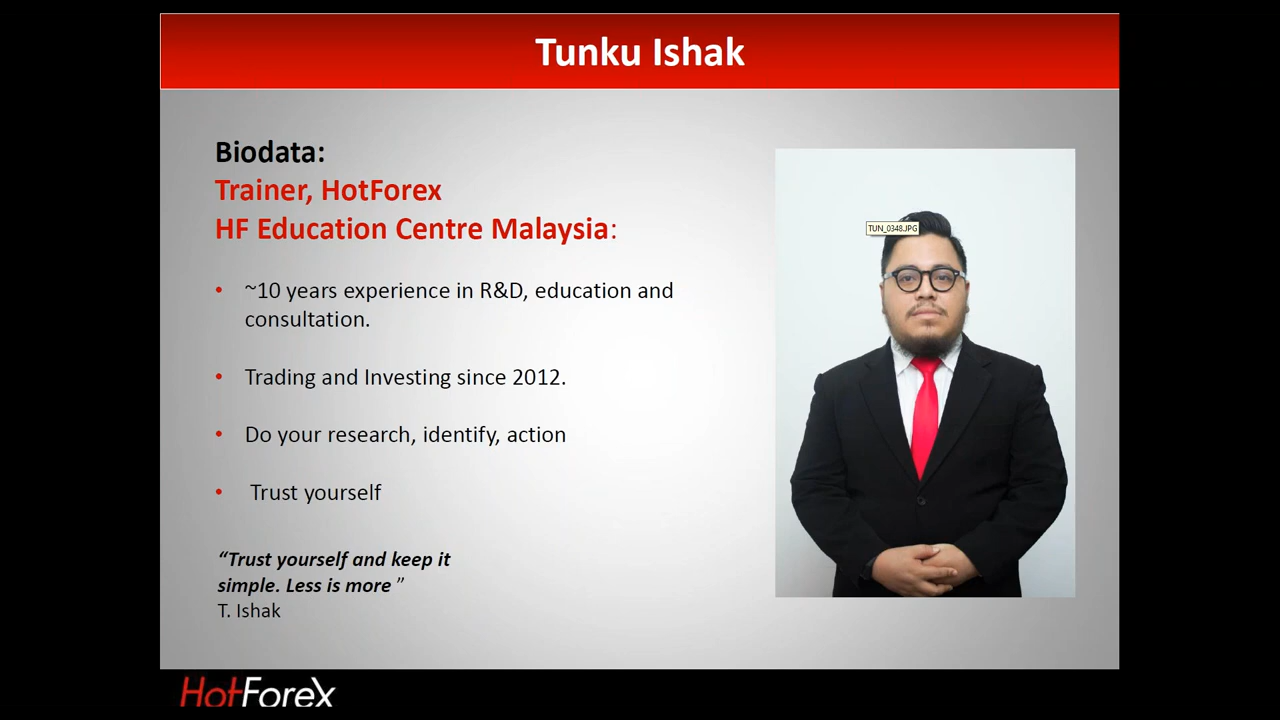 Tunku Ishak
Biodata:
Trainer, HotForex
HF Education Centre Malaysia:
• ~10 years experience in R&D, education and
consultation.
• Trading and Investing since 2012.
• Do your research, identify, action
• Trust yourself
“Trust yourself and keep it
simple. Less is more ”
T. Ishak
TUN_0348.JPG
HotForex